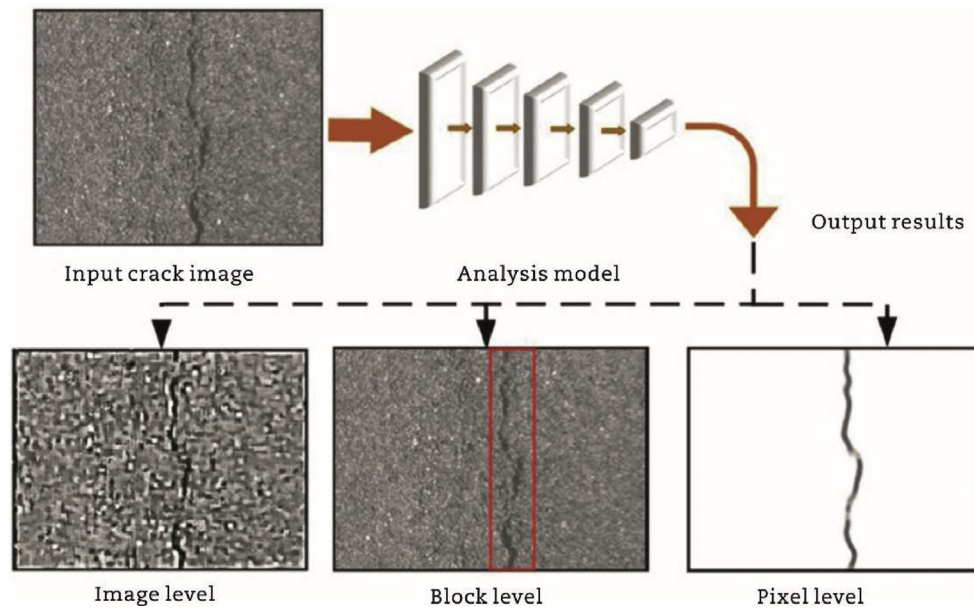 Output results
Input crack image
Analysis model
Image level
Block level
Pixel level